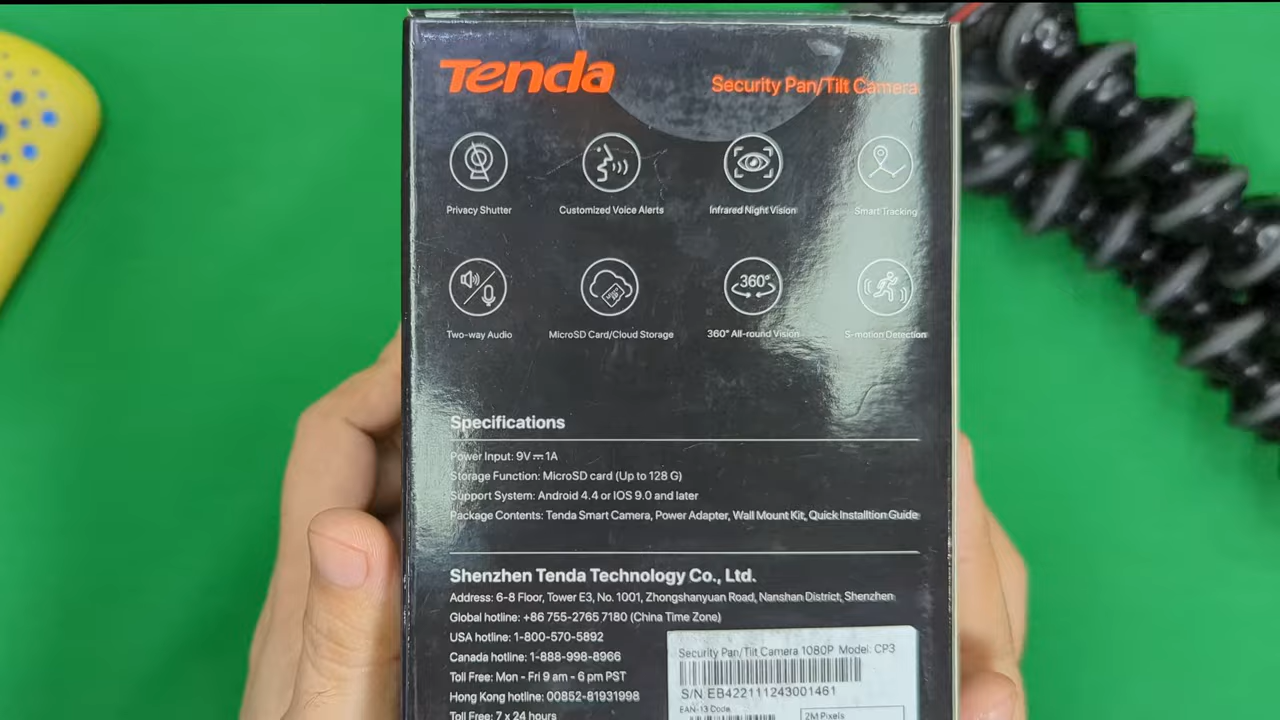 Tenda
Security Pan/Tilt Camera
Privacy Shutter
Customized Voice Alerts
Infrared Night Vision
Smart Tracking
360°
Two-way Audio
MicroSD Card/Cloud Storage
360° All-round Vision
S-motion Detection
Specifications
Power Input: 9V⎓1A
Storage Function: MicroSD card (Up to 128 G)
Support System: Android 4.4 or IOS 9.0 and later
Package Contents: Tenda Smart Camera, Power Adapter, Wall Mount Kit, Quick Installtion Guide
Shenzhen Tenda Technology Co., Ltd.
Address: 6-8 Floor, Tower E3, No. 1001, Zhongshanyuan Road, Nanshan District, Shenzhen
Global hotline: +86 755-2765 7180 (China Time Zone)
USA hotline: 1-800-570-5892
Canada hotline: 1-888-998-8966
Toll Free: Mon - Fri 9 am - 6 pm PST
Hong Kong hotline: 00852-81931998
Toll Free: 7 x 24 hours
Security Pan/Tilt Camera 1080P Model: CP3
S/N EB422111243001461
EAN-13 Code
2M Pixels